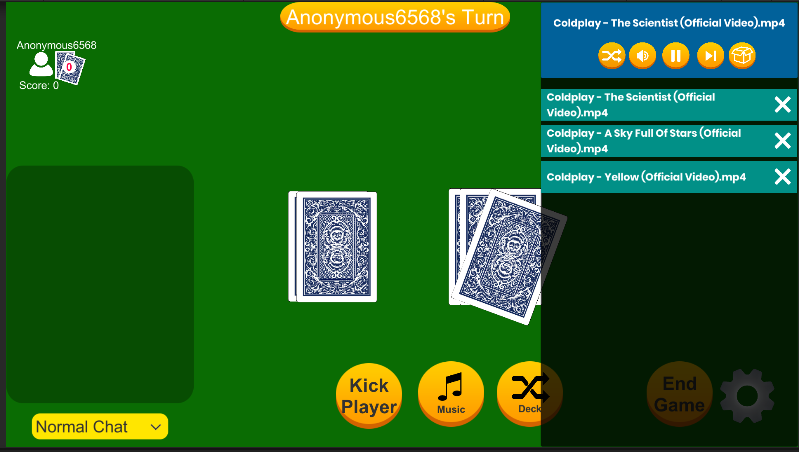 Anonymous6568's Turn
Coldplay - The Scientist (Official Video).mp4
Anonymous6568
0
Score: 0
Coldplay - The Scientist (Official
Video).mp4
Coldplay - A Sky Full Of Stars (Official
Video).mp4
Coldplay - Yellow (Official Video).mp4
Kick
Player
Music
Deck
End
Game
Normal Chat